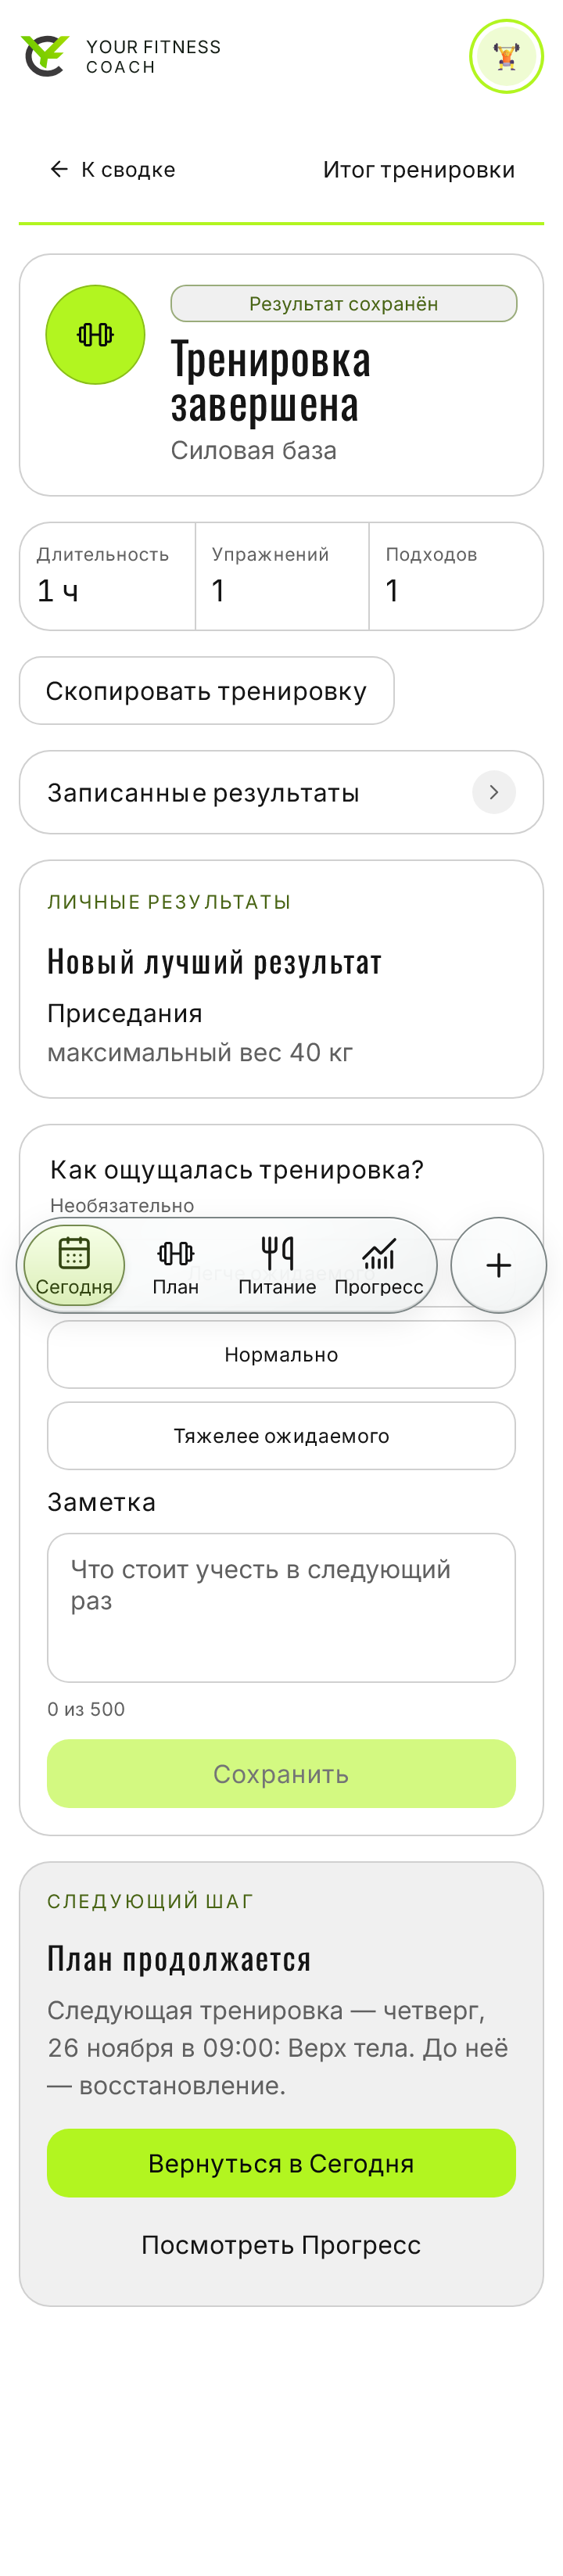 YOUR FITNESS
COACH
К сводке
Итог тренировки
Результат сохранён
Тренировка
завершена
Силовая база
Длительность
1 ч
Упражнений
1
Подходов
1
Скопировать тренировку
Записанные результаты
ЛИЧНЫЕ РЕЗУЛЬТАТЫ
Новый лучший результат
Приседания
максимальный вес 40 кг
Как ощущалась тренировка?
Необязательно
Сегодня
План
Питание
Прогресс
Нормально
Тяжелее ожидаемого
Заметка
Что стоит учесть в следующий
раз
0 из 500
Сохранить
СЛЕДУЮЩИЙ ШАГ
План продолжается
Следующая тренировка — четверг,
26 ноября в 09:00: Верх тела. До неё
— восстановление.
Вернуться в Сегодня
Посмотреть Прогресс